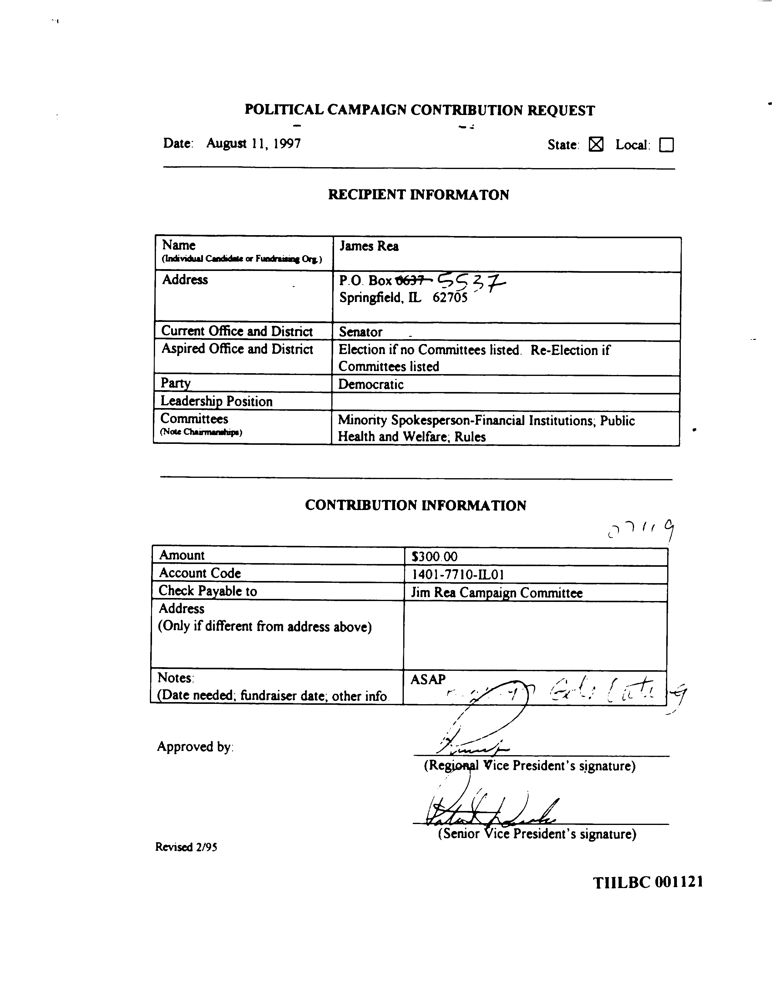 POLITICAL CAMPAIGN CONTRIBUTION REQUEST
Date: August 11, 1997 State: ☒ Local: ☐
RECIPIENT INFORMATON
Name James Rea
(Individual Candidate or Fundraising Org.)
Address P.O. Box 0637 5537
Springfield, IL 62705
Current Office and District Senator
Aspired Office and District Election if no Committees listed. Re-Election if
Committees listed
Party Democratic
Leadership Position
Committees Minority Spokesperson-Financial Institutions; Public
(Note Chairmanships) Health and Welfare; Rules
CONTRIBUTION INFORMATION
07119
Amount $300.00
Account Code 1401-7710-IL01
Check Payable to Jim Rea Campaign Committee
Address
(Only if different from address above)
Notes: ASAP
(Date needed; fundraiser date; other info
Approved by:
(Regional Vice President's signature)
(Senior Vice President's signature)
Revised 2/95
TIILBC 001121